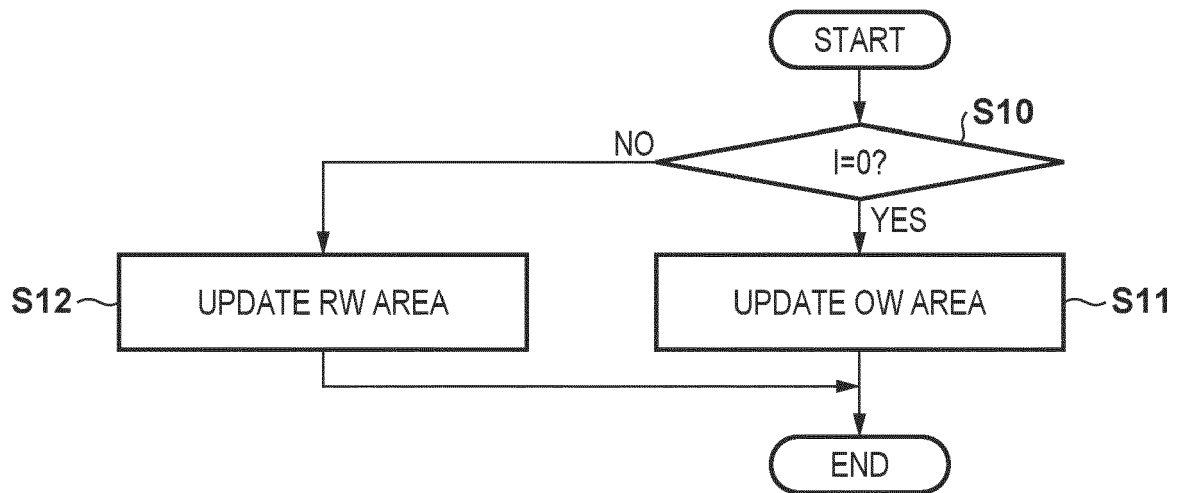 START
S10
NO
I=0?
YES
S12
UPDATE RW AREA
UPDATE OW AREA
S11
END